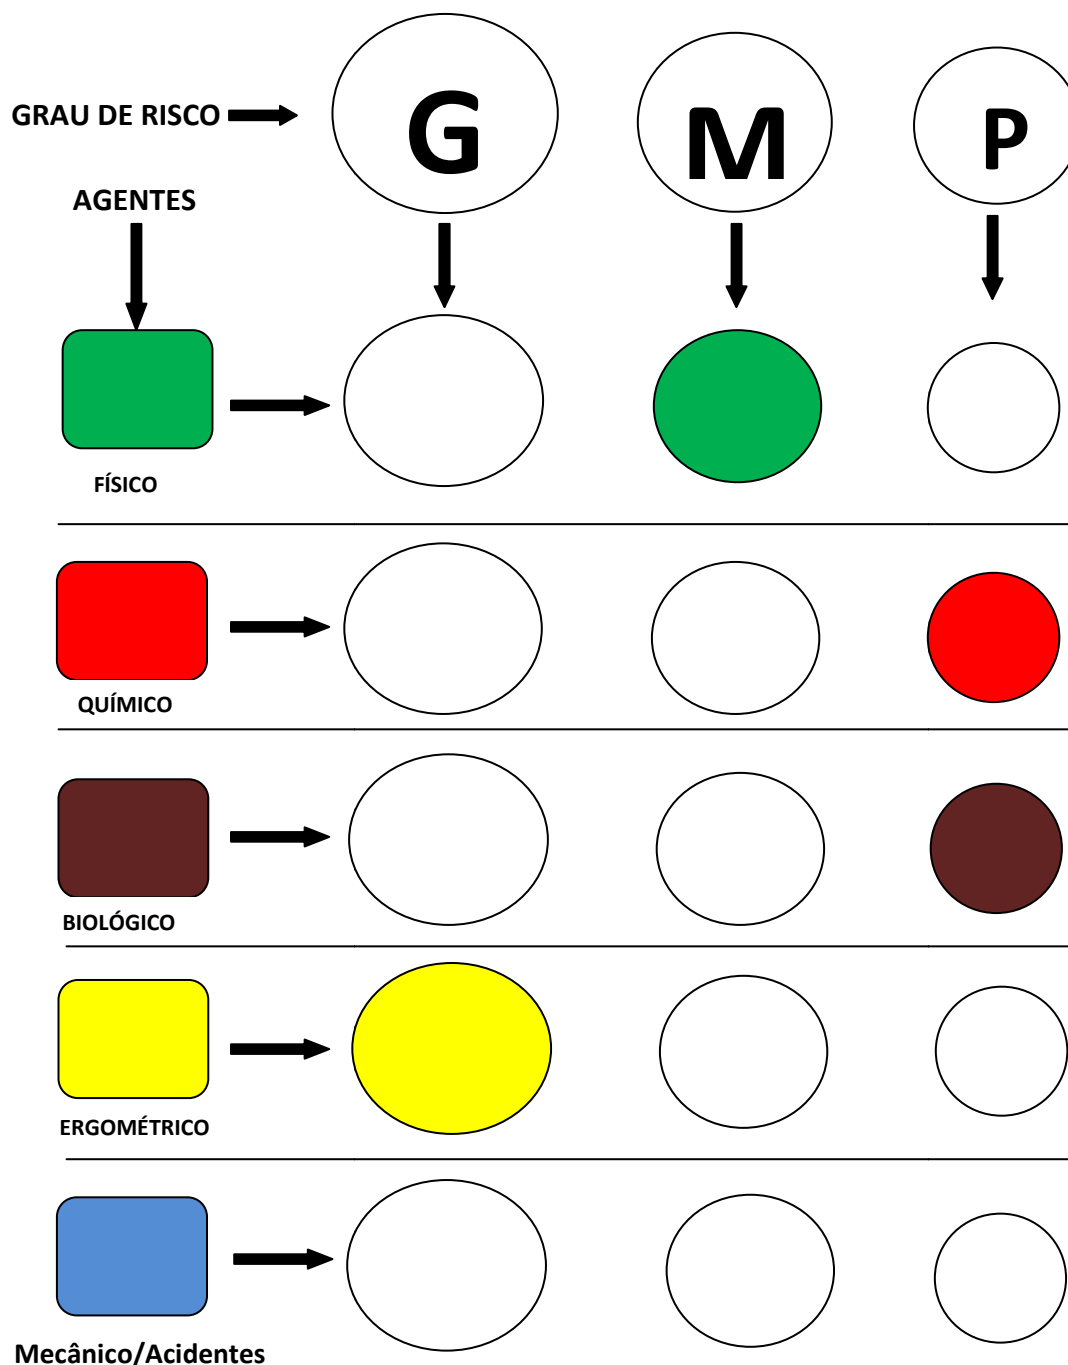 GRAU DE RISCO
G
M
P
AGENTES
FÍSICO
QUÍMICO
BIOLÓGICO
ERGOMÉTRICO
Mecânico/Acidentes